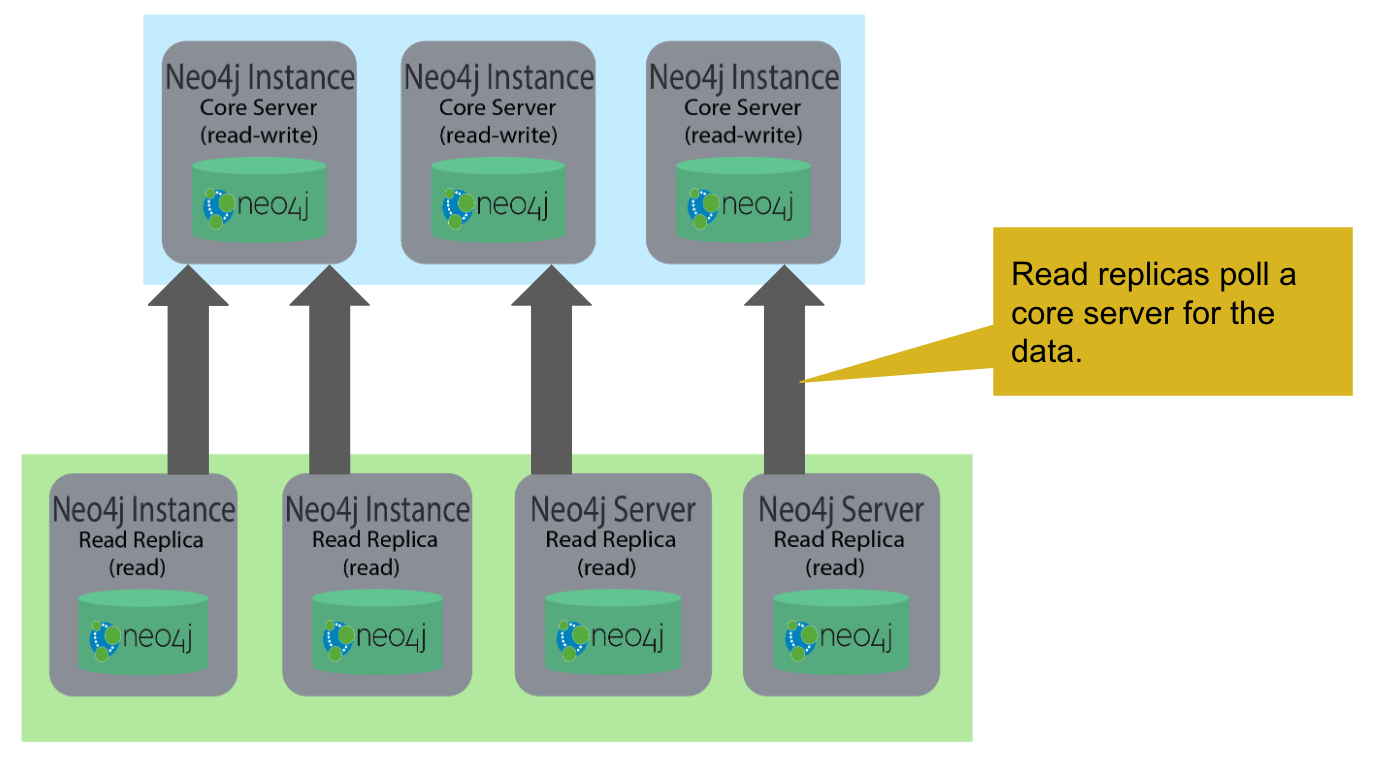 Neo4j Instance
Core Server
(read-write)
neo4j
Neo4j Instance
Core Server
(read-write)
neo4j
Neo4j Instance
Core Server
(read-write)
neo4j
Read replicas poll a
core server for the
data.
Neo4j Instance
Read Replica
(read)
neo4j
Neo4j Instance
Read Replica
(read)
neo4j
Neo4j Server
Read Replica
(read)
neo4j
Neo4j Server
Read Replica
(read)
neo4j